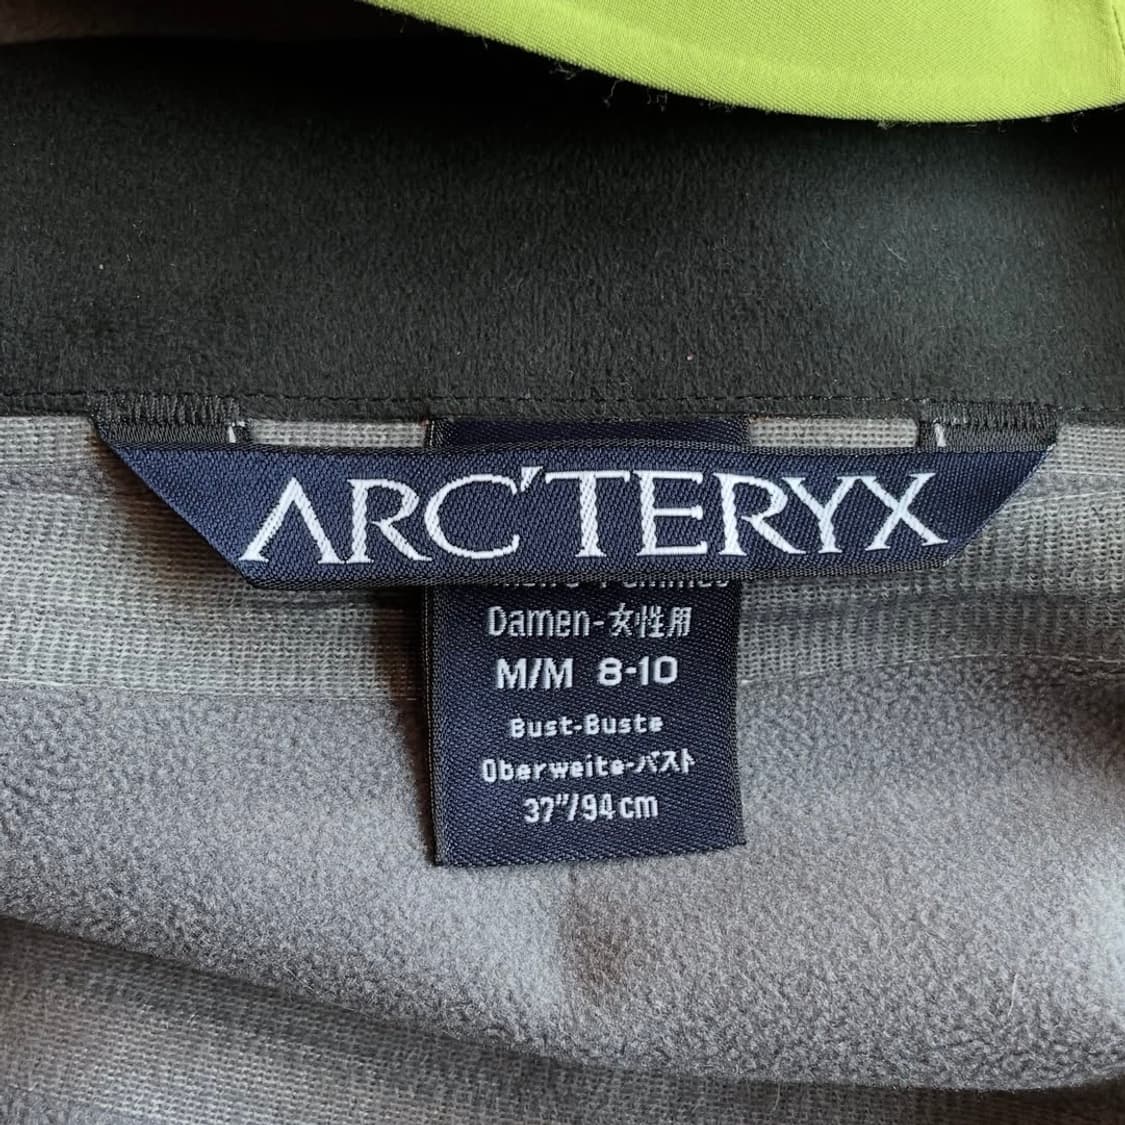 ARC'TERYX
Damen-女性用
M/M 8-10
Bust-Buste
Oberweite-バスト
37"/94cm